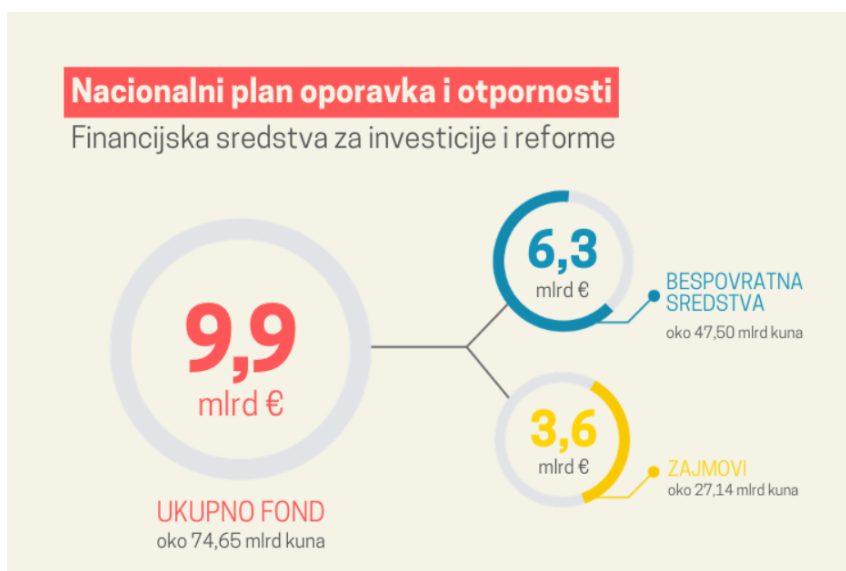 Nacionalni plan oporavka i otpornosti
Financijska sredstva za investicije i reforme
9,9
mlrd €
UKUPNO FOND
oko 74,65 mlrd kuna
6,3
mlrd €
BESPOVRATNA
SREDSTVA
oko 47,50 mlrd kuna
3,6
mlrd €
ZAJMOVI
oko 27,14 mlrd kuna